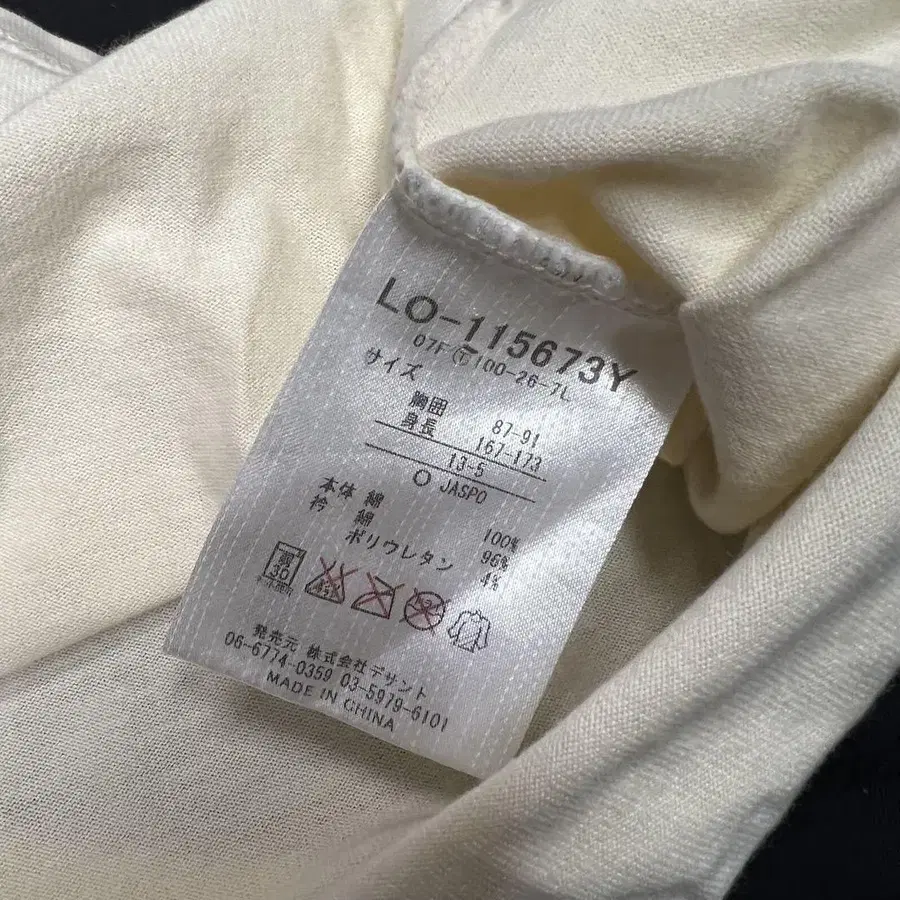 LO-115673Y
07F Ⓣ 100-26-7L
サイズ
胸囲 87-91
身長 167-173
13-5
O JASPO
本体 綿 100%
衿 綿 96%
ポリウレタン 4%
30
発売元 株式会社デサント
06-6774-0359 03-5979-6101
MADE IN CHINA